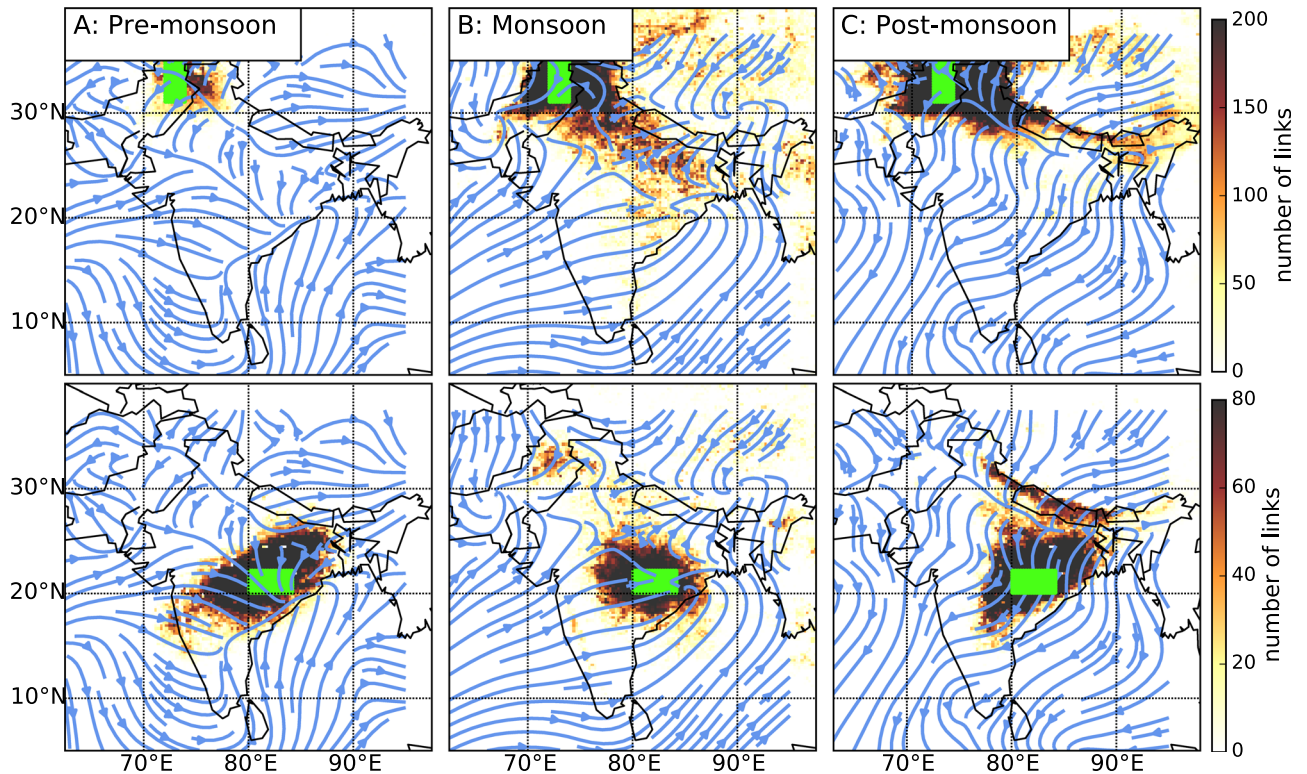 A: Pre-monsoon
B: Monsoon
C: Post-monsoon
30°N
20°N
10°N
200
150
100
50
0
number of links
30°N
20°N
10°N
70°E
80°E
90°E
70°E
80°E
90°E
70°E
80°E
90°E
80
60
40
20
0
number of links